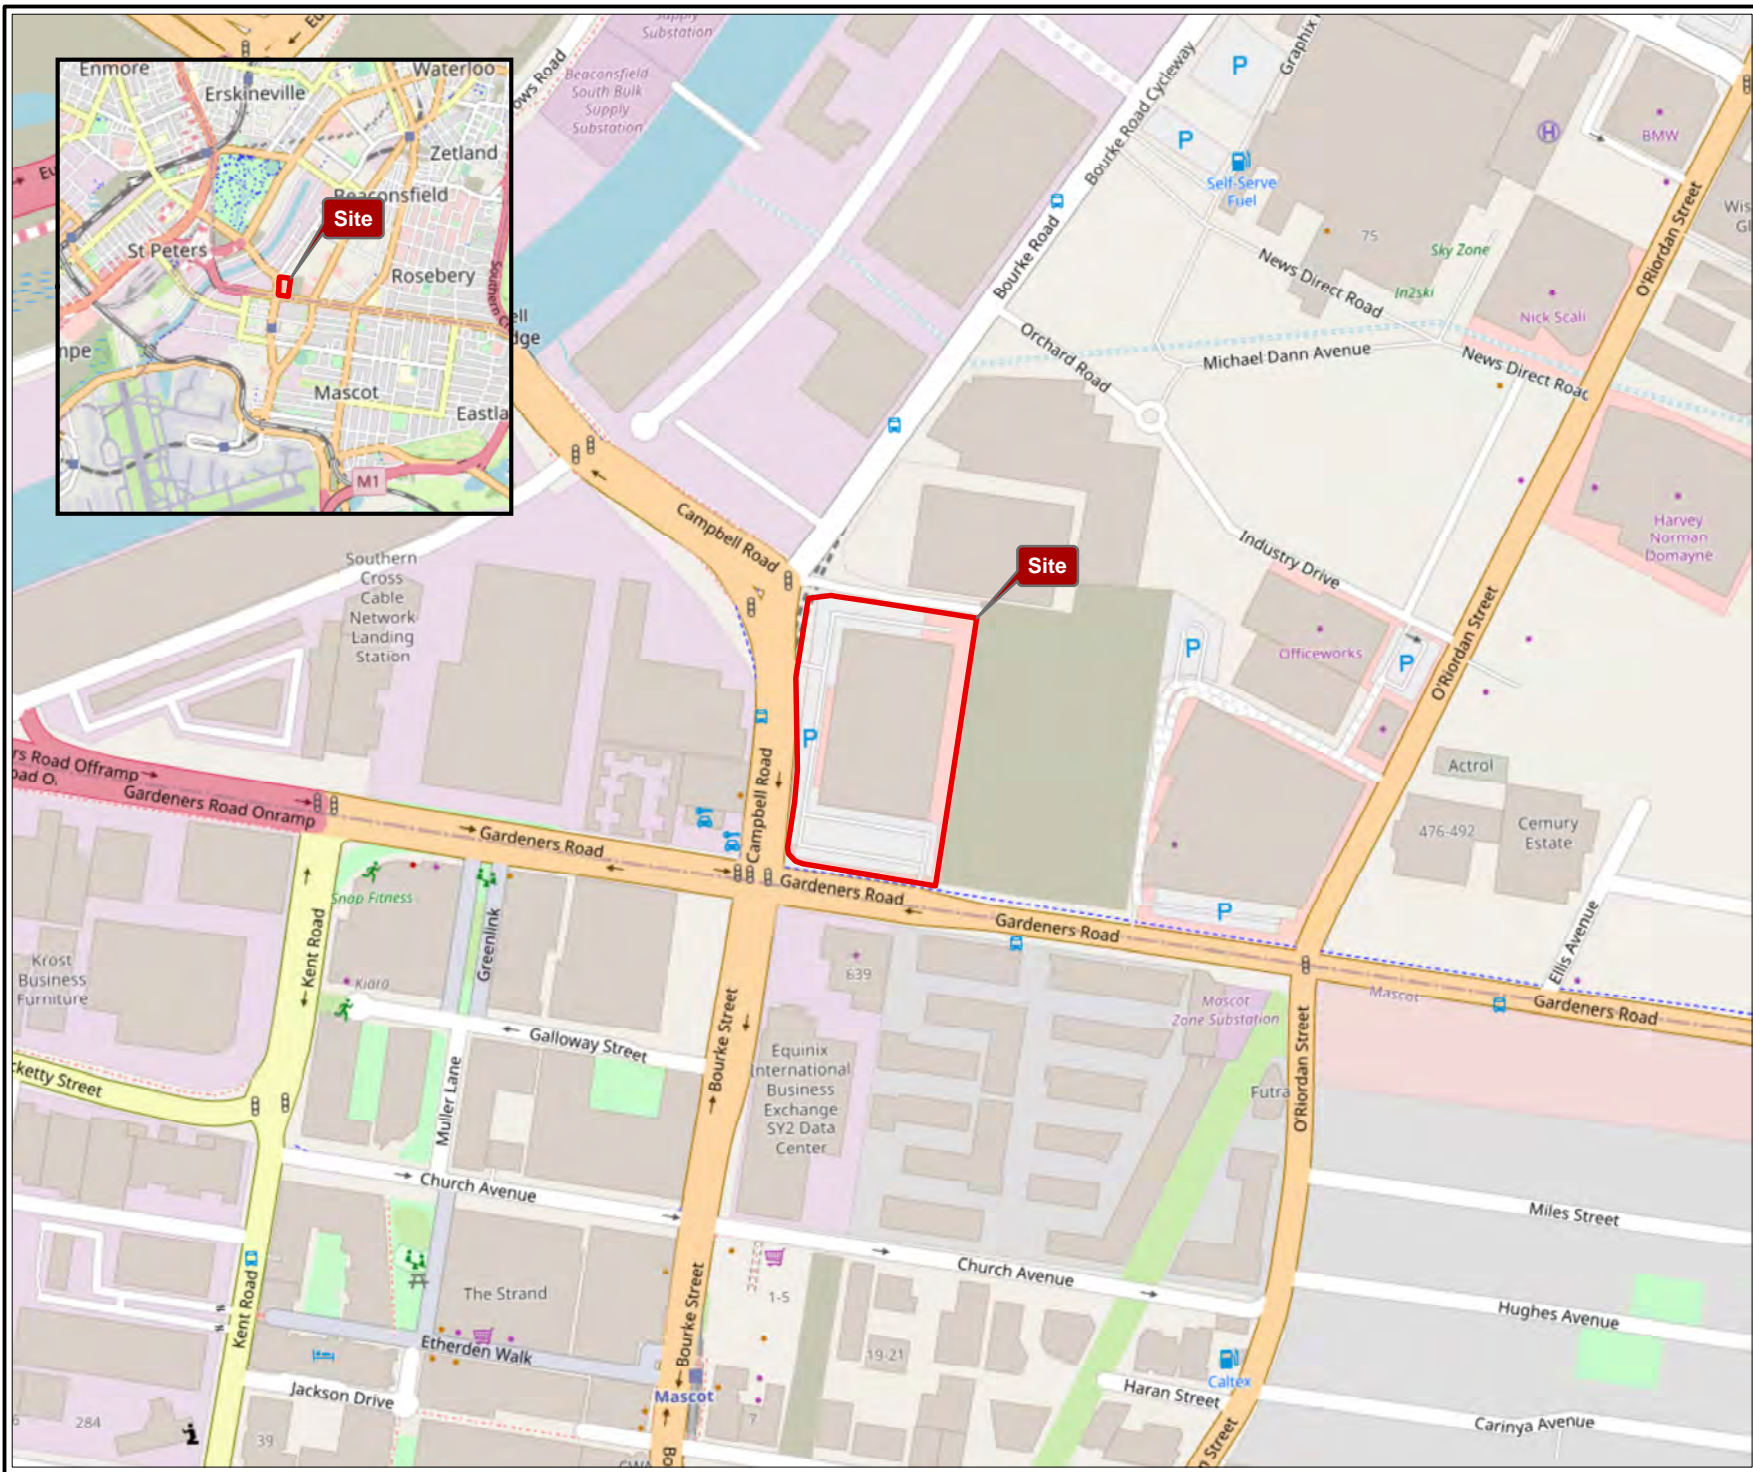 Supply
Substation
Beaconsfield
South Bulk
Supply
Substation
Enmore
Waterloo
Erskineville
Zetland
Beaconsfield
Site
St Peters
Rosebery
Mascot
M1
Bourke Road Cycleway
P
P
Self-Serve
Fuel
H
BMW
75
Sky Zone
In2ski
Nick Scali
News Direct Road
News Direct Road
Michael Dann Avenue
Orchard Road
Bourke Road
O'Riordan Street
Harvey
Norman
Domayne
Campbell Road
Industry Drive
Site
Southern
Cross
Cable
Network
Landing
Station
Officeworks
P
P
O'Riordan Street
P
Campbell Road
Actrol
476-492
Cemury
Estate
Gardeners Road Onramp
Gardeners Road
Gardeners Road
Gardeners Road
Gardeners Road
P
Ellis Avenue
Snap Fitness
Greenlink
Kent Road
Krost
Business
Furniture
Kiara
639
Mascot
Zone Substation
Mascot
Galloway Street
Muller Lane
Bourke Street
Equinix
International
Business
Exchange
SY2 Data
Center
Futra
O'Riordan Street
Church Avenue
Church Avenue
Miles Street
Hughes Avenue
Carinya Avenue
The Strand
1-5
19-21
Kent Road
Etherden Walk
Bourke Street
Mascot
Caltex
Haran Street
Jackson Drive
284
39
7